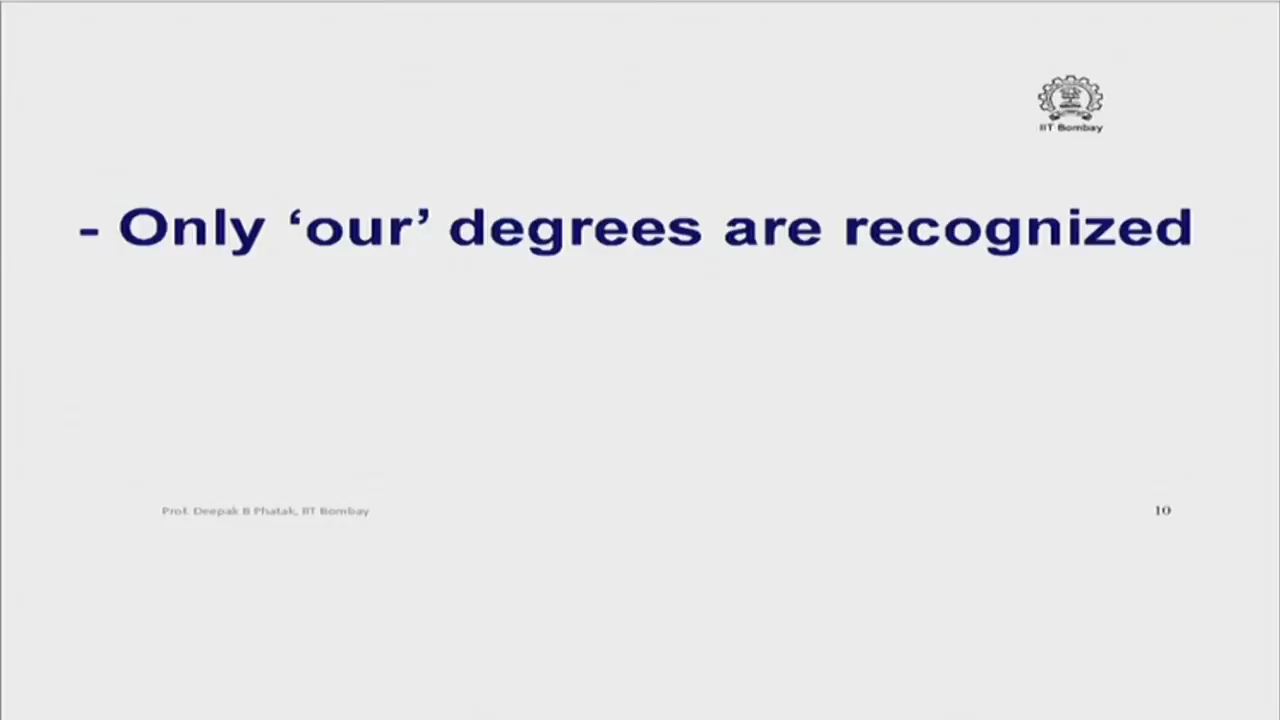 IIT Bombay
- Only ‘our’ degrees are recognized
Prof. Deepak B Phatak, IIT Bombay
10